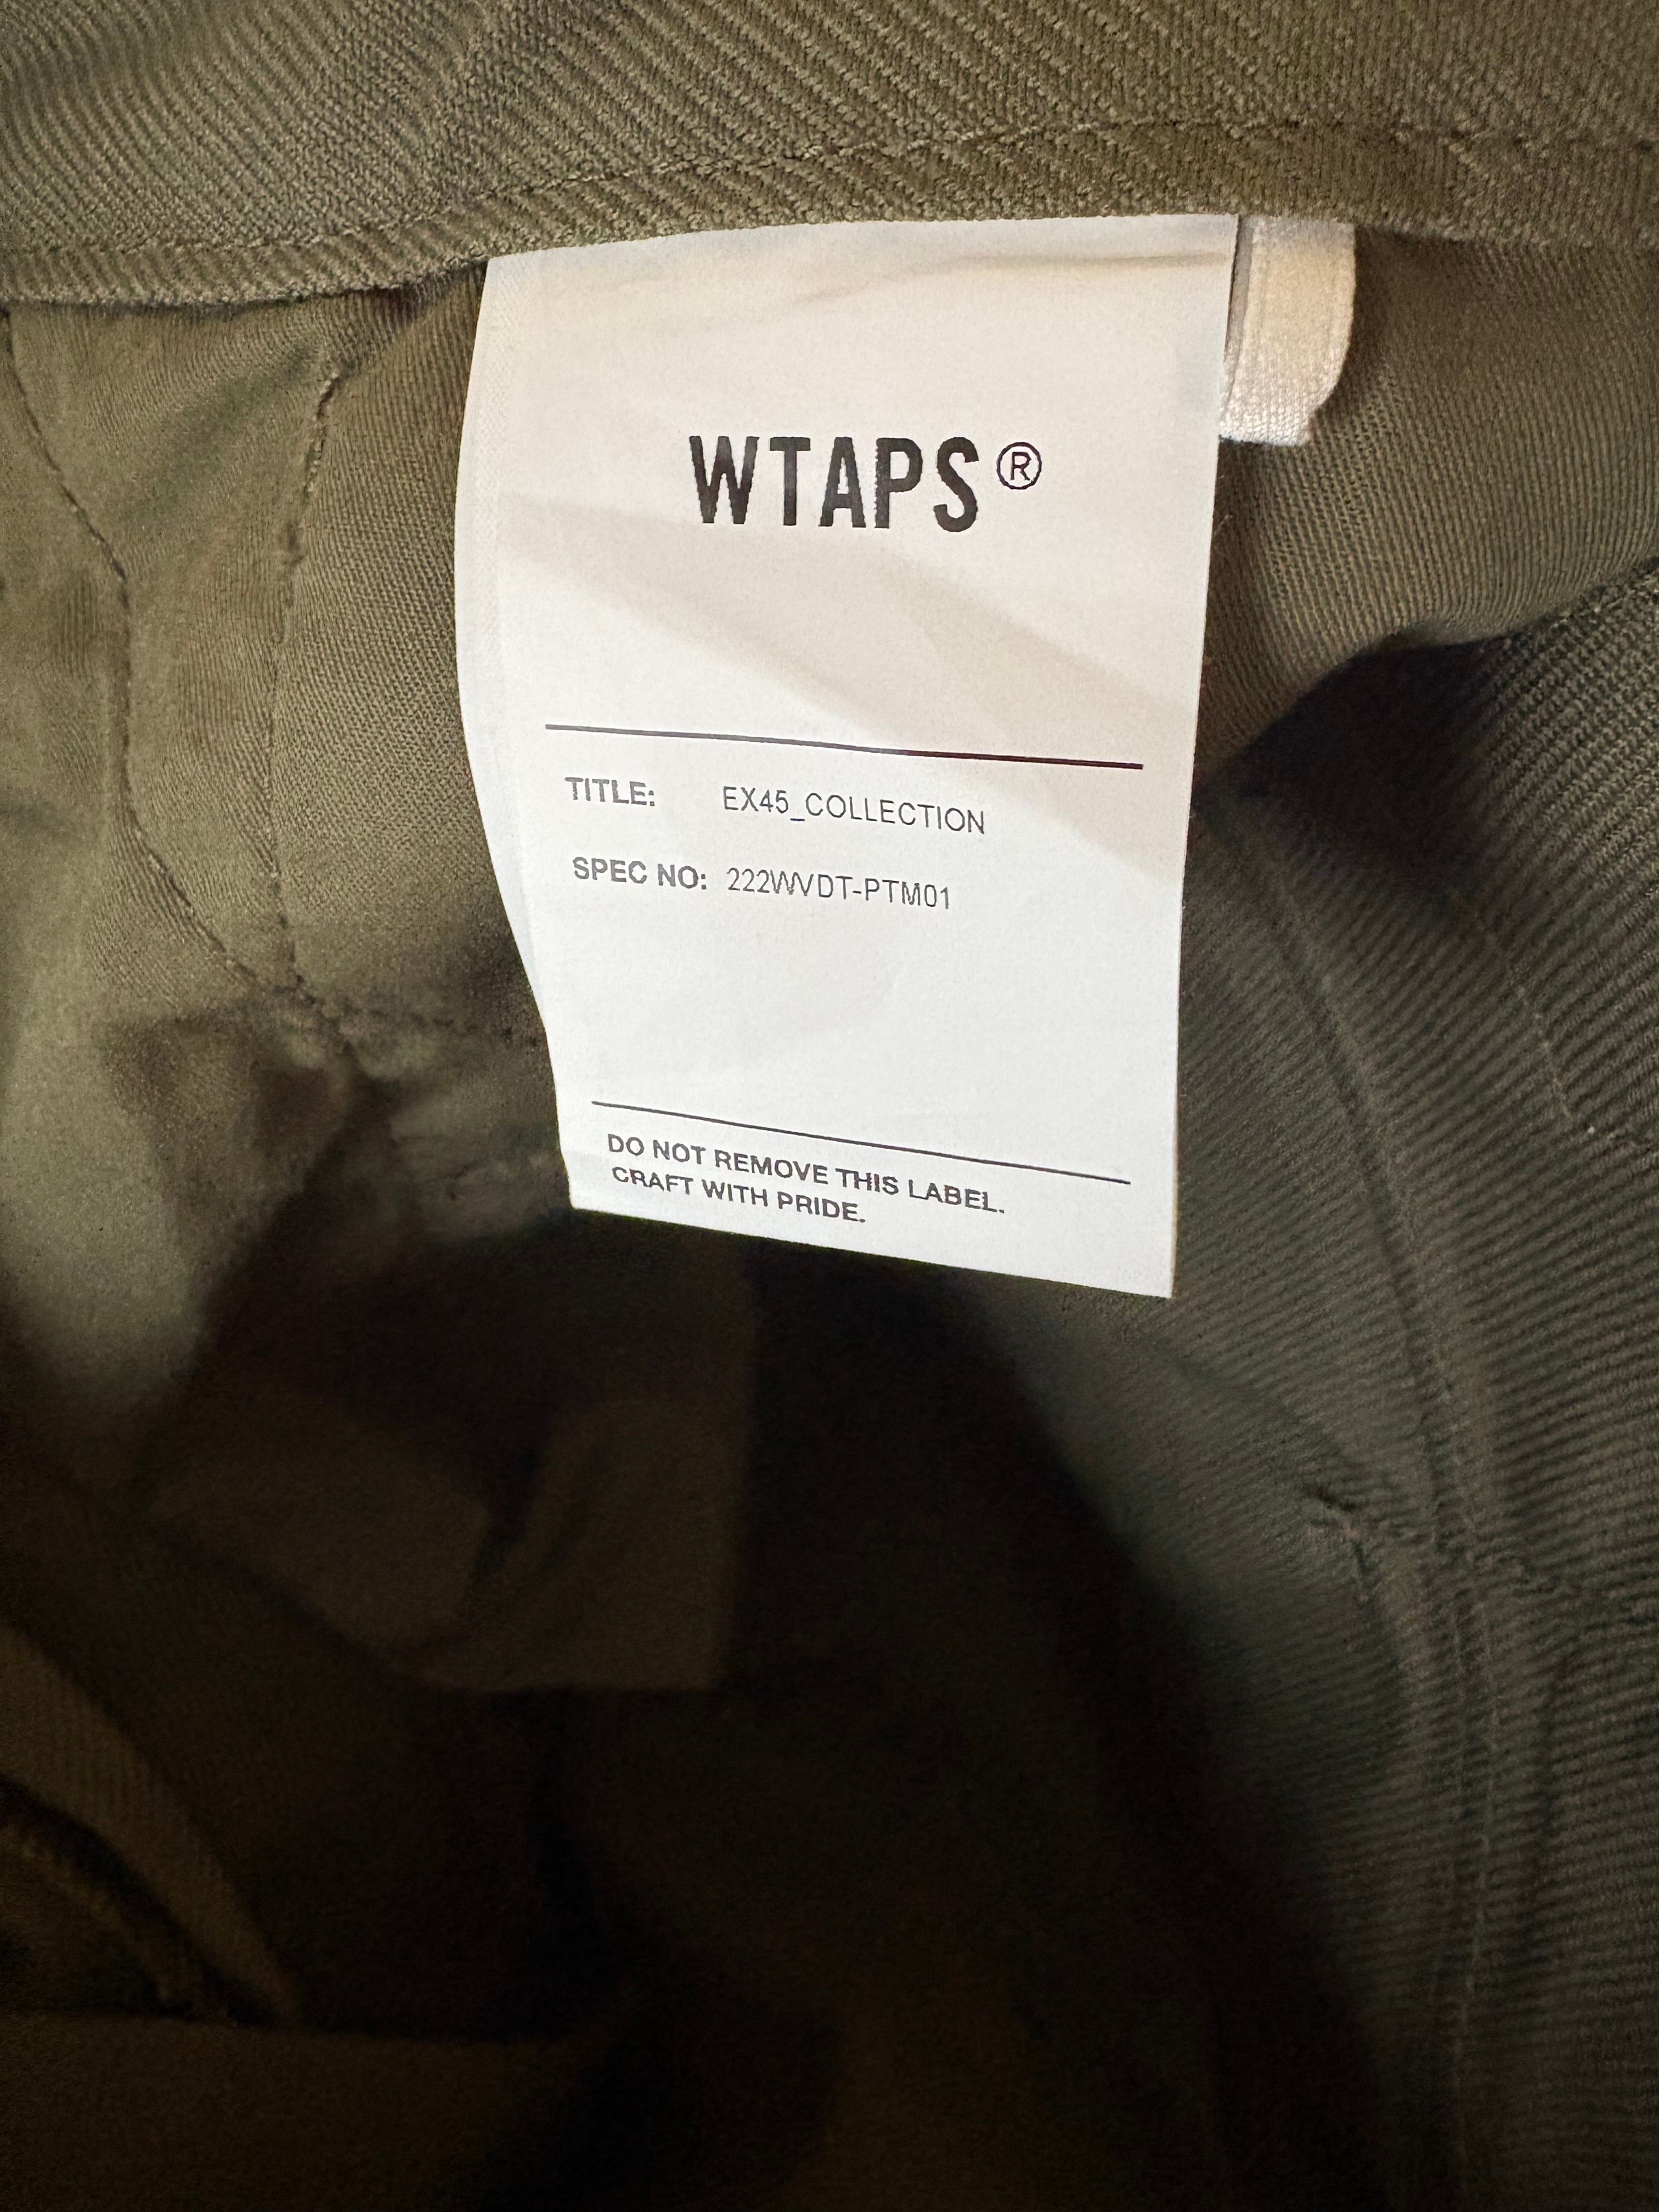 WTAPS®
TITLE: EX45_COLLECTION
SPEC NO: 222WVDT-PTM01
DO NOT REMOVE THIS LABEL.
CRAFT WITH PRIDE.